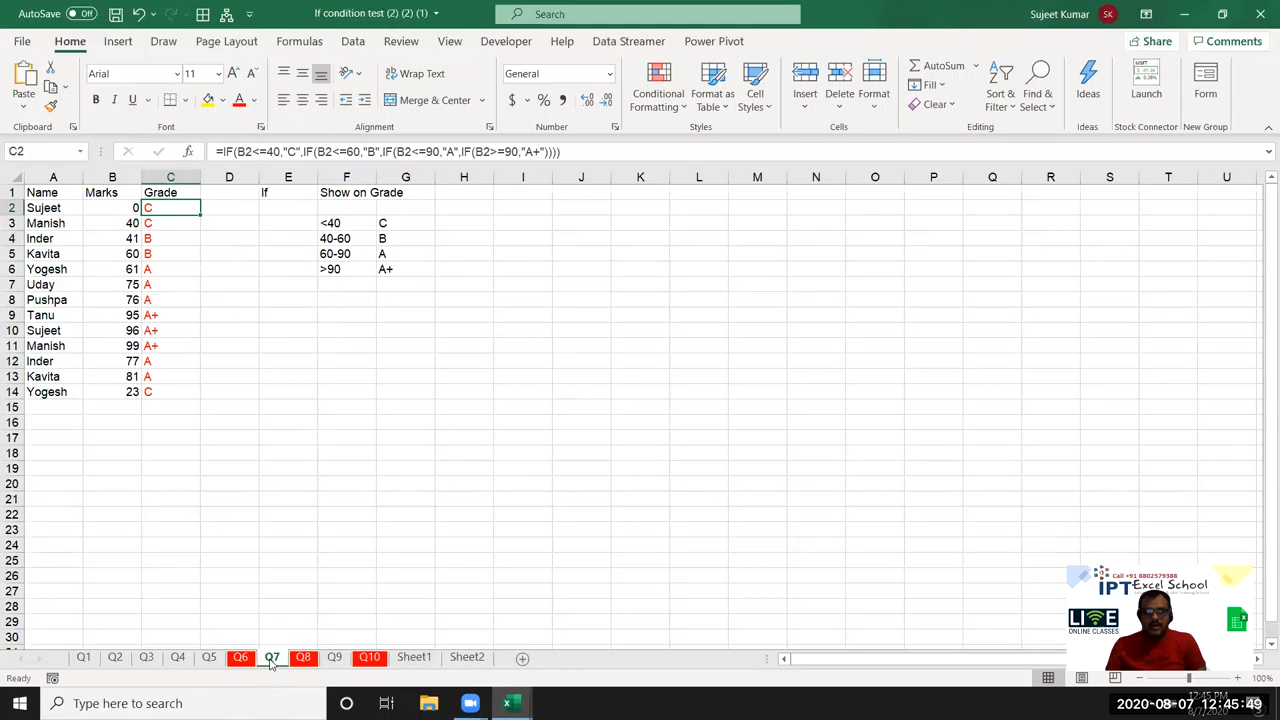 AutoSave Off If condition test (2) (2) (1) Search Sujeet Kumar SK
File Home Insert Draw Page Layout Formulas Data Review View Developer Help Data Streamer Power Pivot Share Comments
Paste Arial 11 Wrap Text General AutoSum
B I U Merge & Center $ % Fill Clear
Conditional Formatting Format as Table Cell Styles Insert Delete Format Sort & Filter Find & Select Ideas Launch Form
Clipboard Font Alignment Number Styles Cells Editing Ideas Stock Connector New Group
C2 fx =IF(B2<=40,"C",IF(B2<=60,"B",IF(B2<=90,"A",IF(B2>=90,"A+"))))
A B C D E F G H I J K L M N O P Q R S T U
1 Name Marks Grade If Show on Grade
2 Sujeet 0 C
3 Manish 40 C <40 C
4 Inder 41 B 40-60 B
5 Kavita 60 B 60-90 A
6 Yogesh 61 A >90 A+
7 Uday 75 A
8 Pushpa 76 A
9 Tanu 95 A+
10 Sujeet 96 A+
11 Manish 99 A+
12 Inder 77 A
13 Kavita 81 A
14 Yogesh 23 C
15
16
17
18
19
20
21
22
23
24
25
26
27
28
29
30
Call +91 8802579388
IPT Excel School
LIVE
ONLINE CLASSES
Q1 Q2 Q3 Q4 Q5 Q6 Q7 Q8 Q9 Q10 Sheet1 Sheet2
Ready 100%
Type here to search
12:45 PM
8/7/2020
2020-08-07 12:45:49